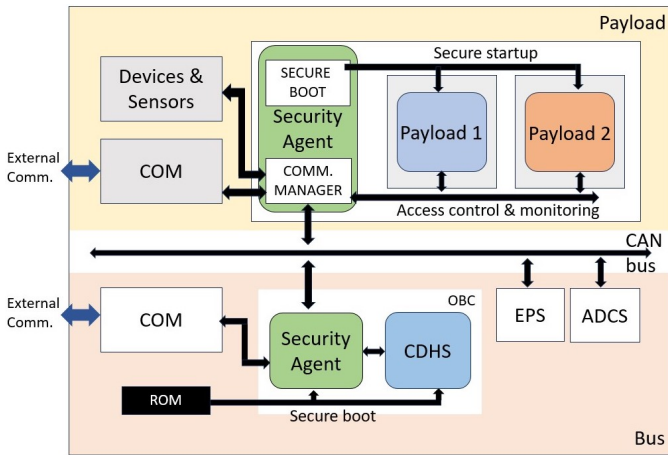 Payload
Secure startup
Devices &
Sensors
SECURE
BOOT
Security
Agent
Payload 1
Payload 2
External
Comm.
COM
COMM.
MANAGER
Access control & monitoring
CAN
bus
External
Comm.
COM
OBC
EPS
ADCS
Security
Agent
CDHS
ROM
Secure boot
Bus